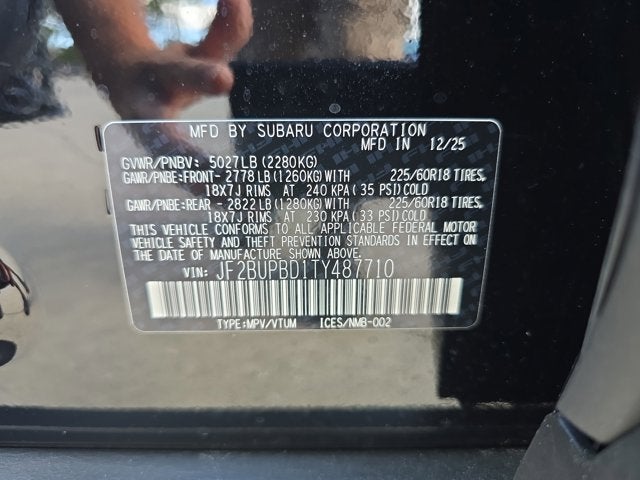 MFD BY SUBARU CORPORATION
MFD IN 12/25
GVWR/PNBV: 5027LB (2280KG)
GAWR/PNBE:FRONT-2778LB(1260KG)WITH 225/60R18 TIRES,
18X7J RIMS AT 240 KPA (35 PSI)COLD
GAWR/PNBE:REAR -2822LB(1280KG)WITH 225/60R18 TIRES,
18X7J RIMS AT 230 KPA (33 PSI)COLD
THIS VEHICLE CONFORMS TO ALL APPLICABLE FEDERAL MOTOR
VEHICLE SAFETY AND THEFT PREVENTION STANDARDS IN EFFECT ON
THE DATE OF MANUFACTURE SHOWN ABOVE.
VIN: JF2BUPBD1TY487710
TYPE:MPV/VTUM ICES/NMB-002